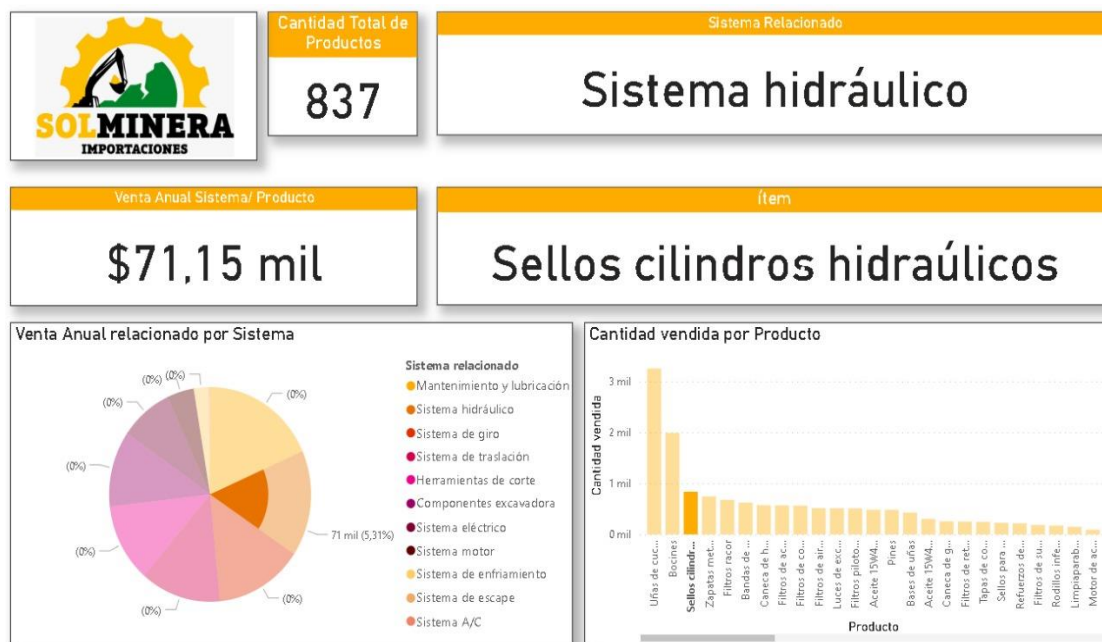 SOLMINERA
IMPORTACIONES
Cantidad Total de
Productos
837
Sistema Relacionado
Sistema hidráulico
Venta Anual Sistema/ Producto
$71,15 mil
Ítem
Sellos cilindros hidraúlicos
Venta Anual relacionado por Sistema
(0%)
(0%)
(0%)
(0%)
(0%)
(0%)
(0%)
(0%)
(0%)
71 mil (5,31%)
Sistema relacionado
Mantenimiento y lubricación
Sistema hidráulico
Sistema de giro
Sistema de traslación
Herramientas de corte
Componentes excavadora
Sistema eléctrico
Sistema motor
Sistema de enfriamiento
Sistema de escape
Sistema A/C
Cantidad vendida por Producto
Cantidad vendida
3 mil
2 mil
1 mil
0 mil
Uñas de cuc...
Bocines
Sellos cilindr...
Zapatas met...
Filtros racor
Bandas de ...
Caneca de h...
Filtros de ac...
Filtros de co...
Filtros de air...
Luces de exc...
Filtros piloto...
Aceite 15W4...
Pines
Bases de uñas
Aceite 15W4...
Caneca de g...
Filtros de ret...
Tapas de co...
Sellos para ...
Refuerzos de...
Filtros de su...
Rodillos infe...
Limpiaparab...
Motor de ac...
Producto